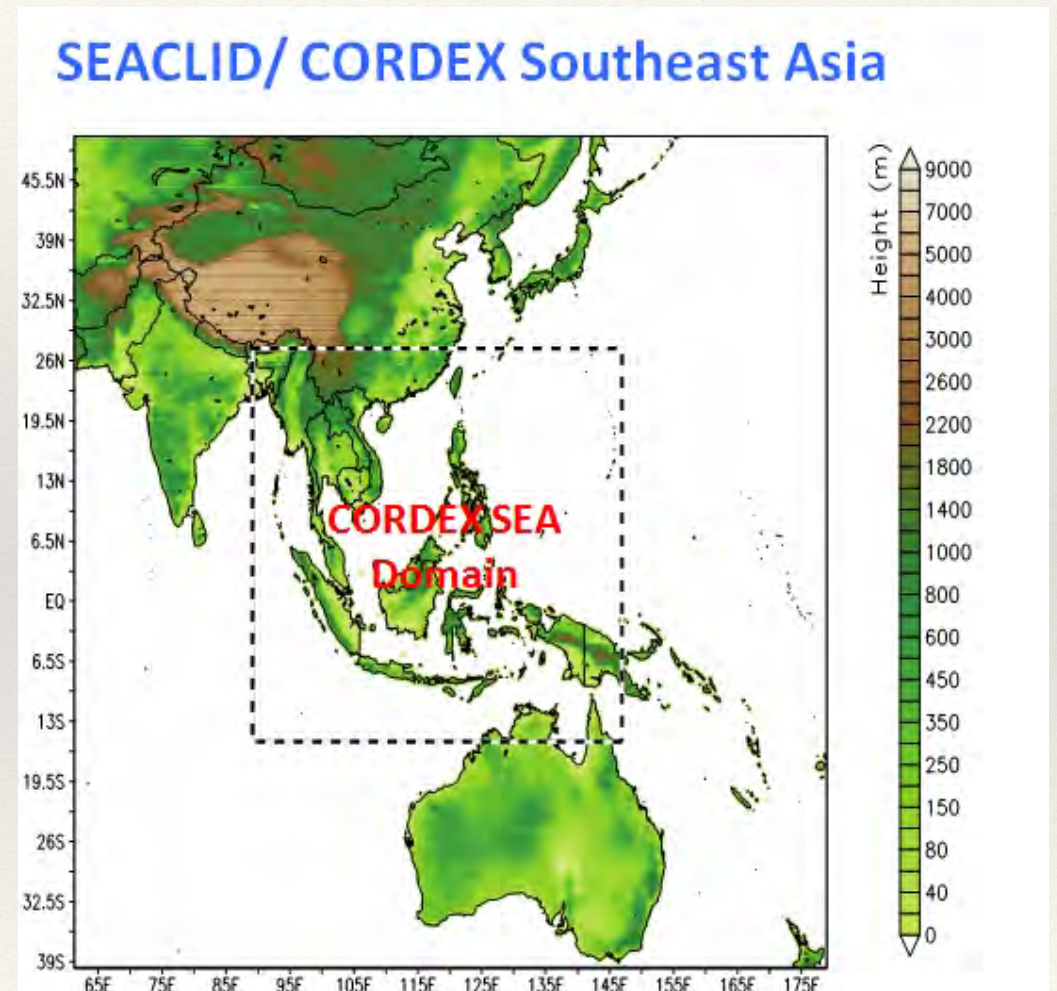 SEACLID/ CORDEX Southeast Asia
Height (m)
9000
7000
5000
4000
3000
2600
2200
1800
1400
1000
800
600
450
350
250
150
80
40
0
45.5N
39N
32.5N
26N
19.5N
13N
6.5N
EQ
6.5S
13S
19.5S
26S
32.5S
39S
CORDEX SEA
Domain
65E 75E 85E 95E 105E 115E 125E 135E 145E 155E 165E 175E